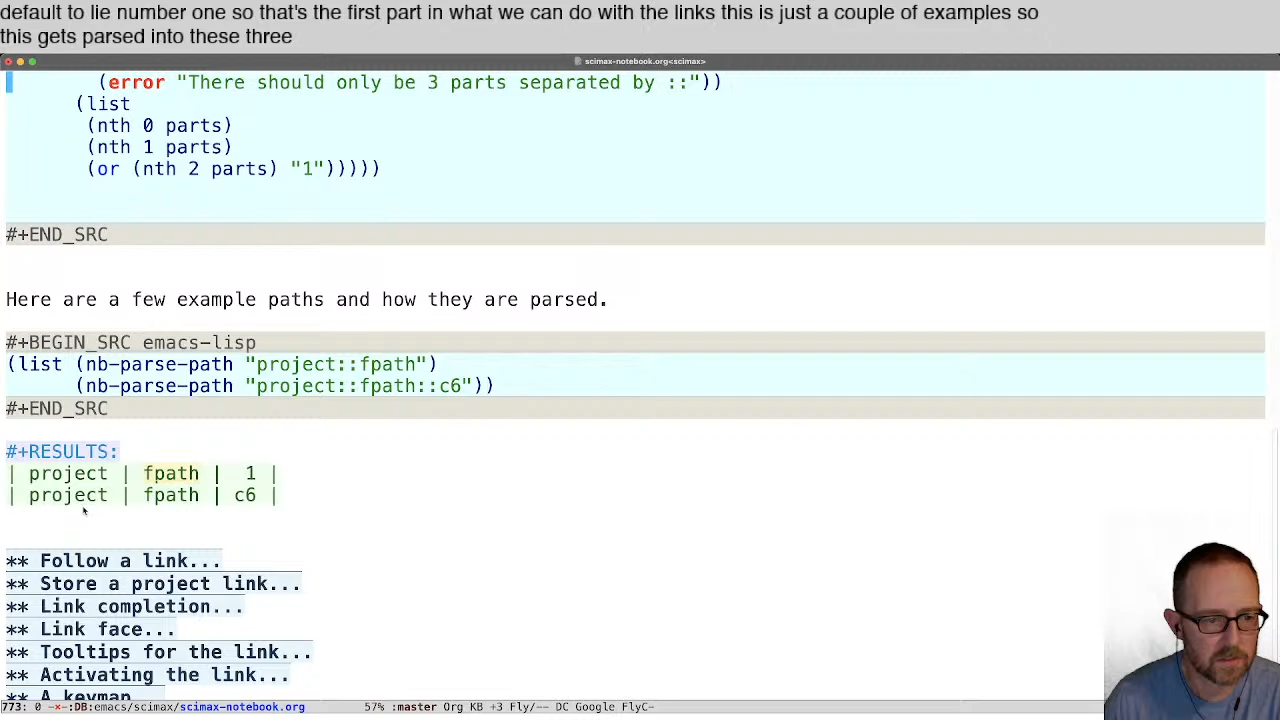 default to lie number one so that's the first part in what we can do with the links this is just a couple of examples so
this gets parsed into these three
scimax-notebook.org<scimax>
(error "There should only be 3 parts separated by ::"))
(list
(nth 0 parts)
(nth 1 parts)
(or (nth 2 parts) "1")))))
#+END_SRC
Here are a few example paths and how they are parsed.
#+BEGIN_SRC emacs-lisp
(list (nb-parse-path "project::fpath")
(nb-parse-path "project::fpath::c6"))
#+END_SRC
#+RESULTS:
| project | fpath | 1 |
| project | fpath | c6 |
** Follow a link...
** Store a project link...
** Link completion...
** Link face...
** Tooltips for the link...
** Activating the link...
** A keymap
773: 0 -×-:DB:emacs/scimax/scimax-notebook.org 57% :master Org KB +3 Fly/-- DC Google FlyC-